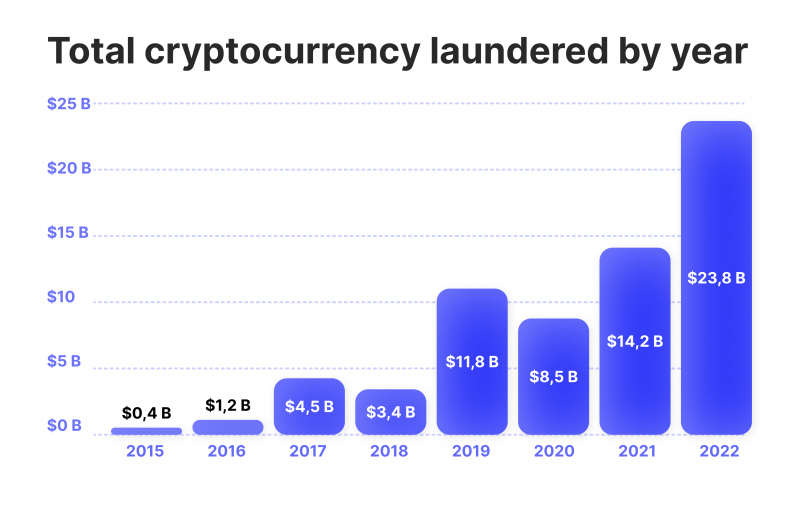 Total cryptocurrency laundered by year
$25 B
$20 B
$15 B
$10
$5 B
$0 B
$0,4 B
$1,2 B
$4,5 B
$3,4 B
$11,8 B
$8,5 B
$14,2 B
$23,8 B
2015 2016 2017 2018 2019 2020 2021 2022